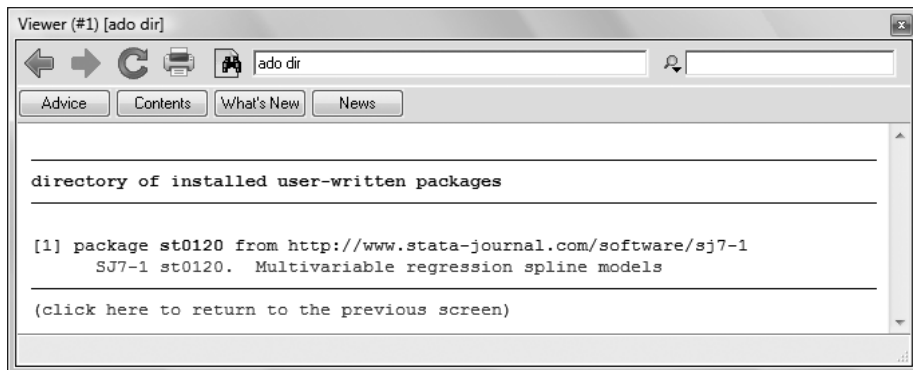 Viewer (#1) [ado dir]
ado dir
Advice Contents What's New News
directory of installed user-written packages
[1] package st0120 from http://www.stata-journal.com/software/sj7-1
SJ7-1 st0120. Multivariable regression spline models
(click here to return to the previous screen)